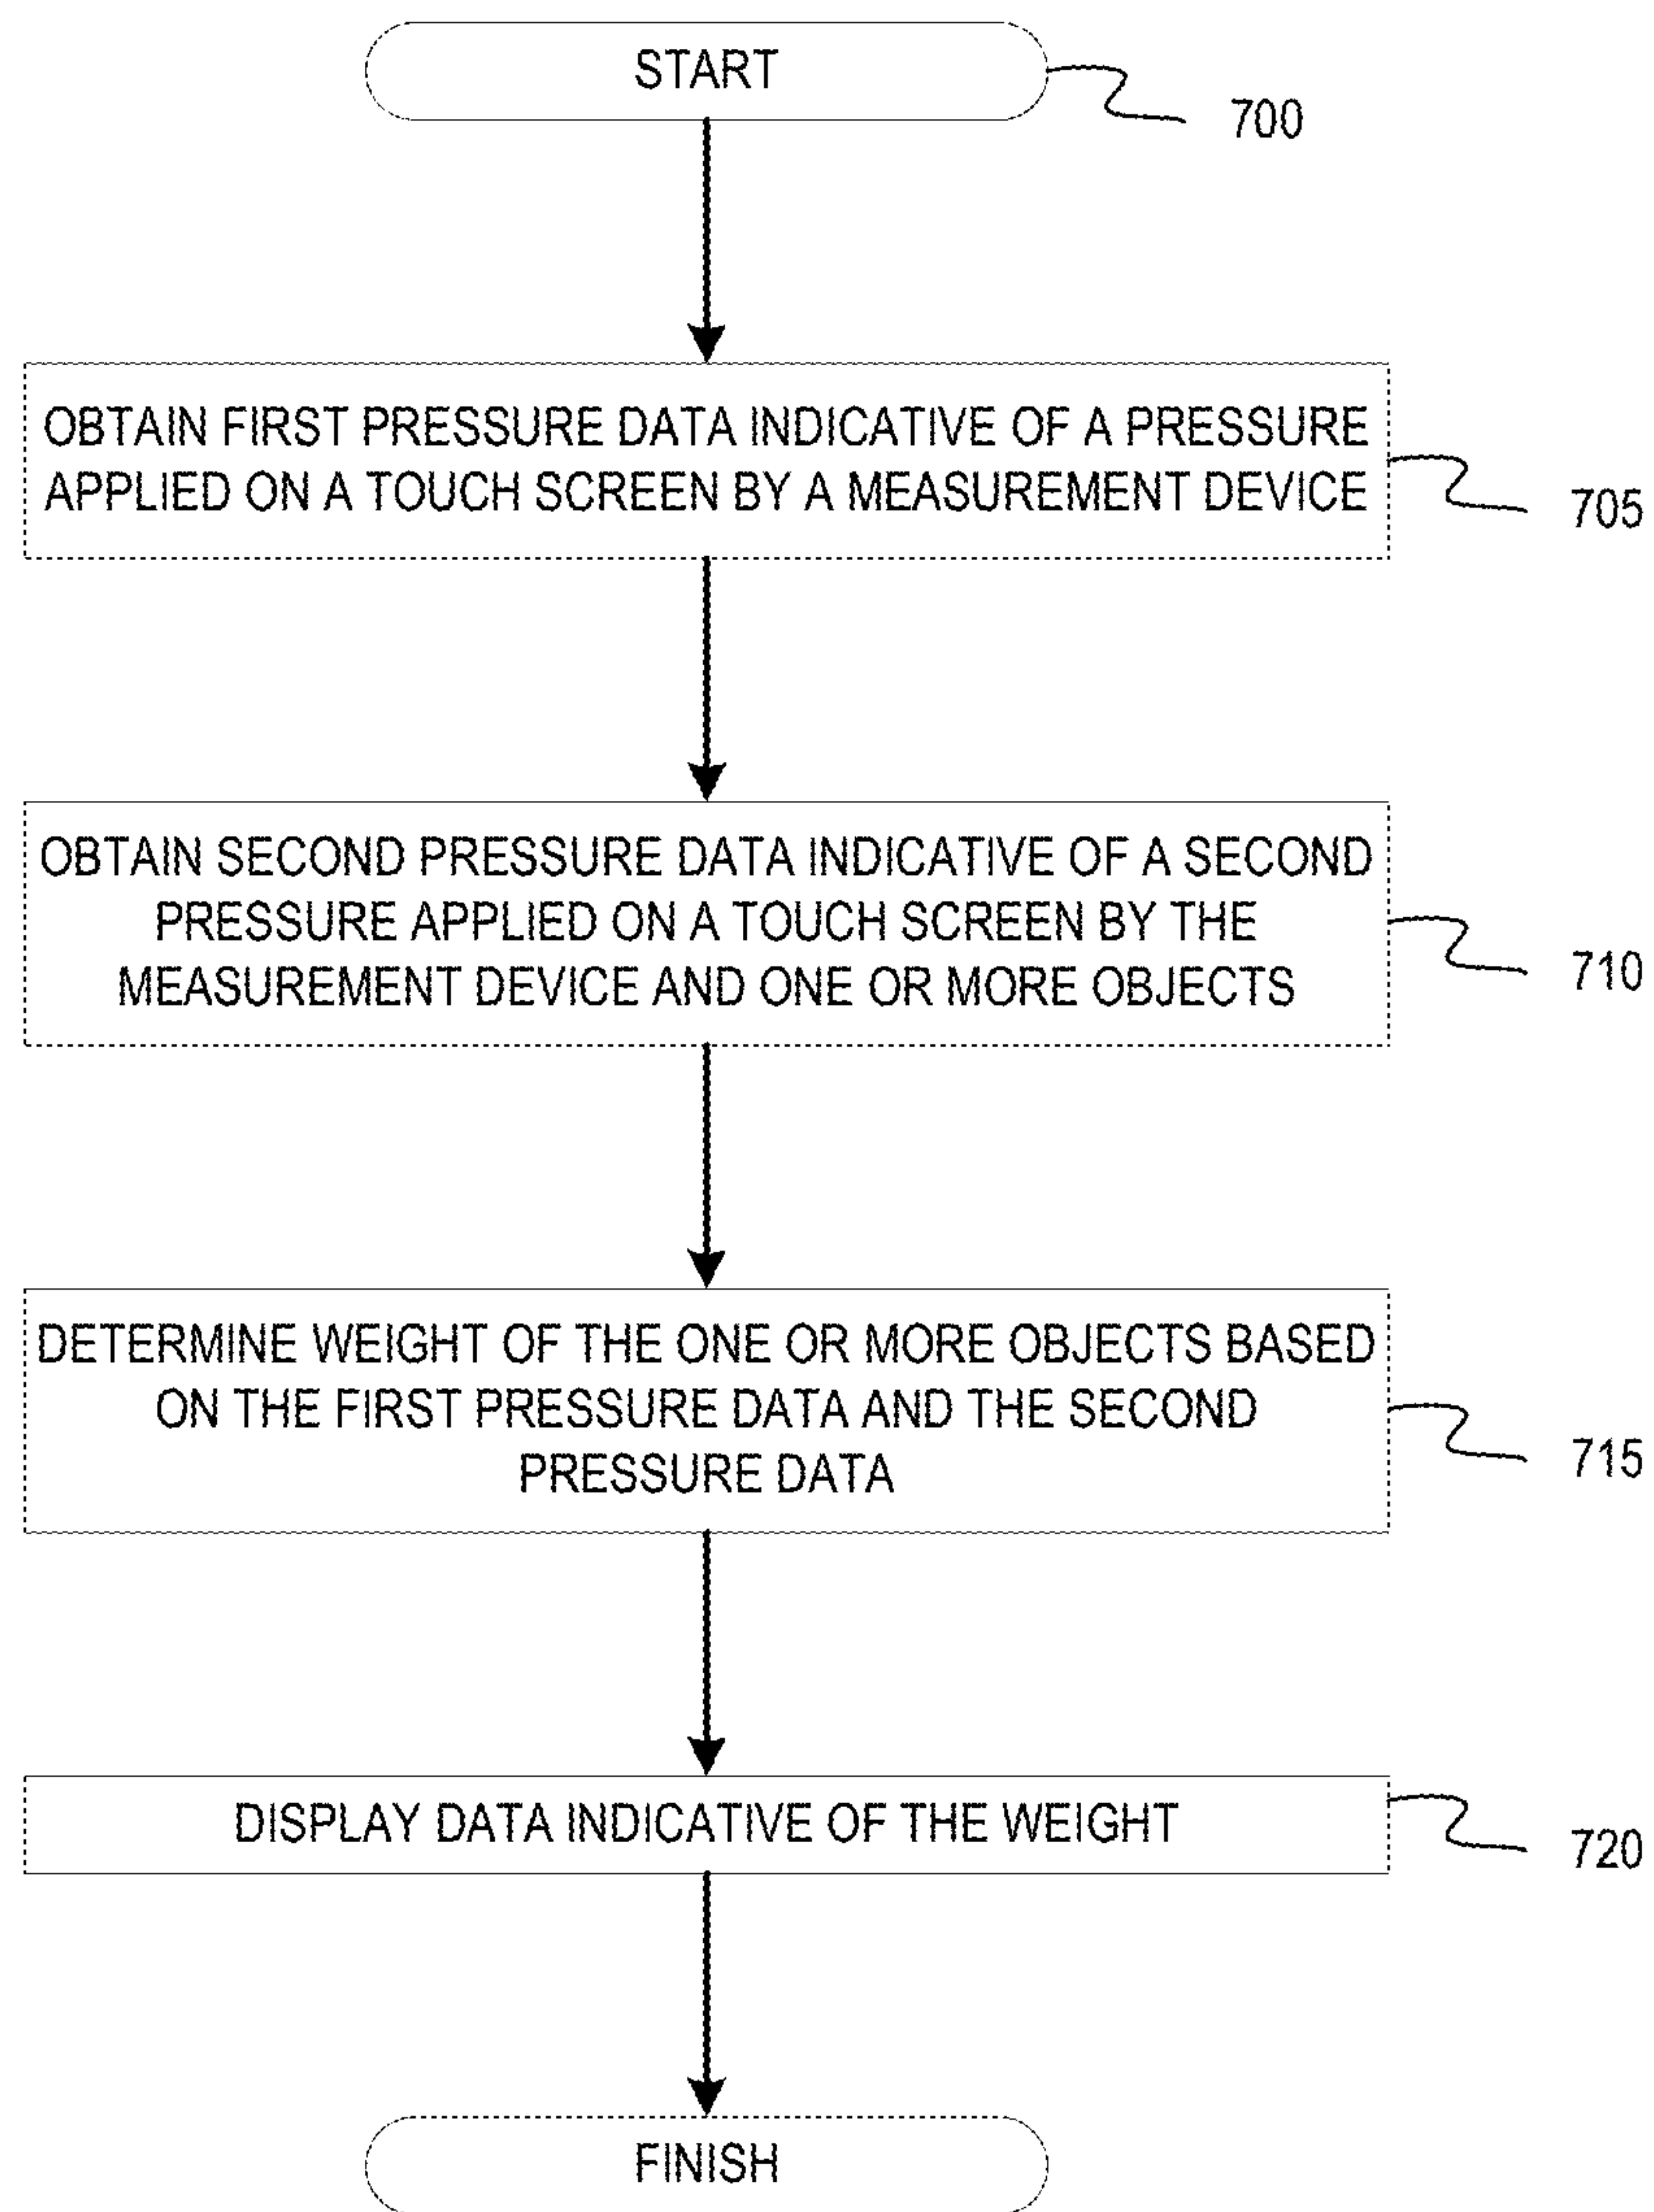 START
700
OBTAIN FIRST PRESSURE DATA INDICATIVE OF A PRESSURE
APPLIED ON A TOUCH SCREEN BY A MEASUREMENT DEVICE
705
OBTAIN SECOND PRESSURE DATA INDICATIVE OF A SECOND
PRESSURE APPLIED ON A TOUCH SCREEN BY THE
MEASUREMENT DEVICE AND ONE OR MORE OBJECTS
710
DETERMINE WEIGHT OF THE ONE OR MORE OBJECTS BASED
ON THE FIRST PRESSURE DATA AND THE SECOND
PRESSURE DATA
715
DISPLAY DATA INDICATIVE OF THE WEIGHT
720
FINISH